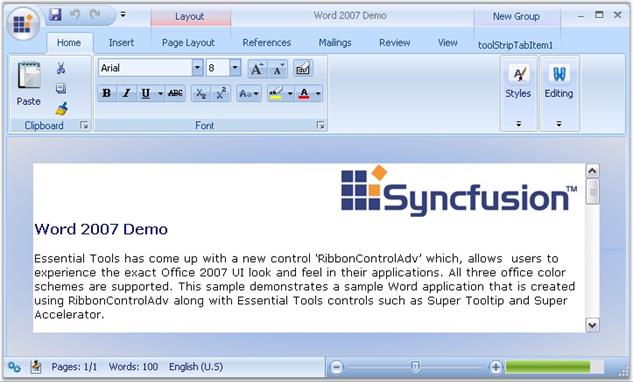 Layout
Word 2007 Demo
New Group
Home
Insert
Page Layout
References
Mailings
Review
View
toolStripTabItem1
Paste
Arial
8
A A
B I U ABC X₂ X² Aa ab A
Styles
Editing
Clipboard
Font
Syncfusion™
Word 2007 Demo
Essential Tools has come up with a new control 'RibbonControlAdv' which, allows users to
experience the exact Office 2007 UI look and feel in their applications. All three office color
schemes are supported. This sample demonstrates a sample Word application that is created
using RibbonControlAdv along with Essential Tools controls such as Super Tooltip and Super
Accelerator.
Pages: 1/1
Words: 100
English (U.S)